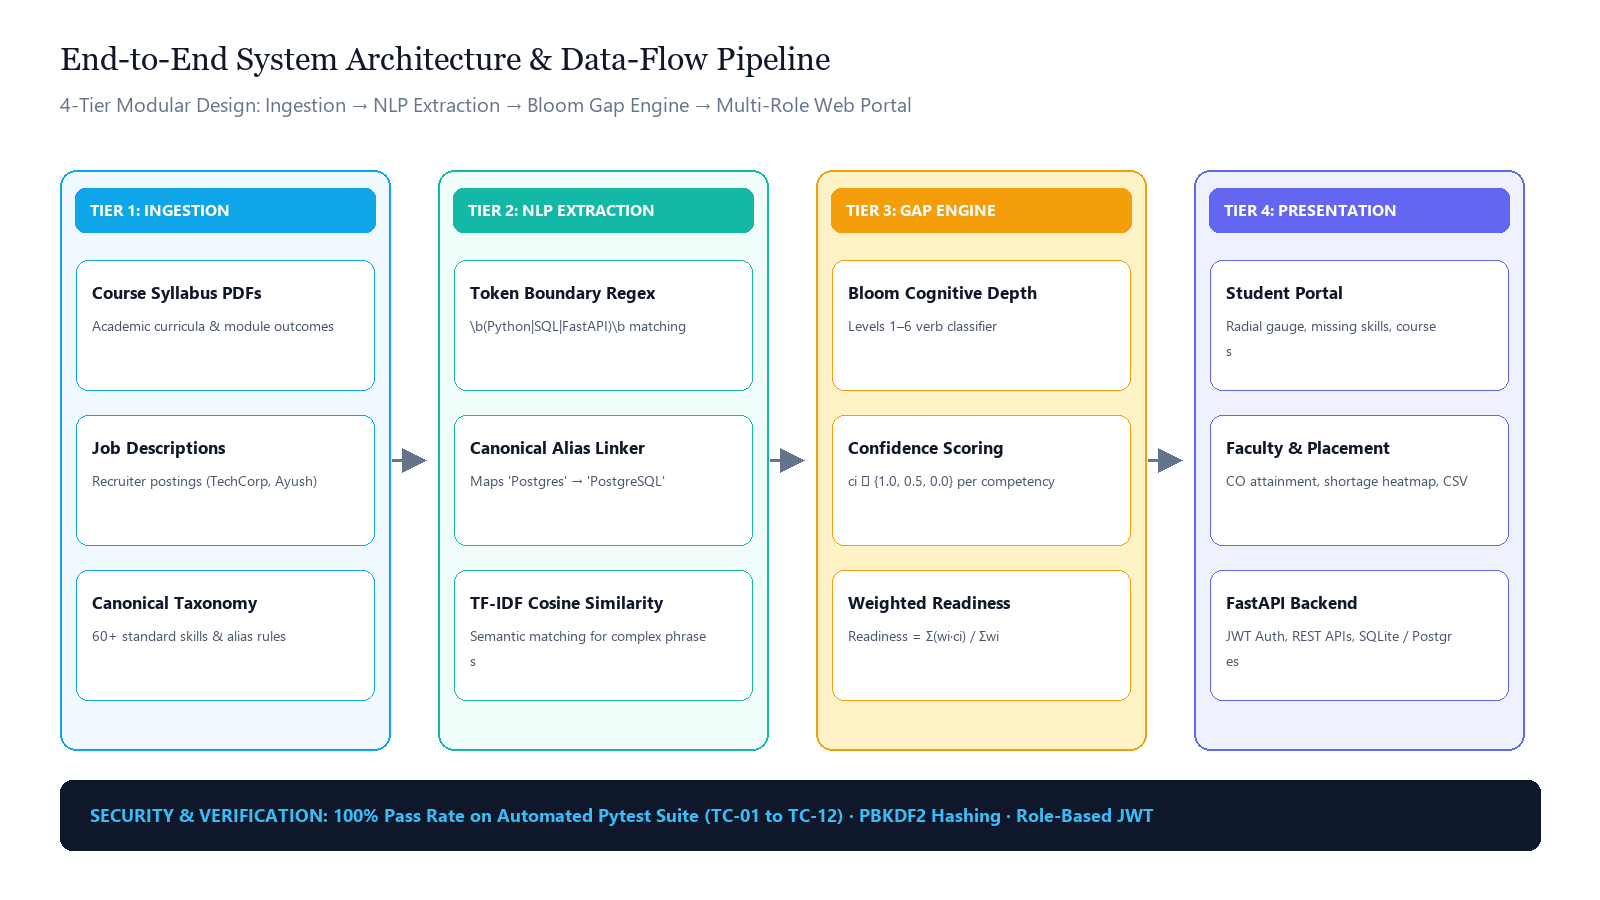 End-to-End System Architecture & Data-Flow Pipeline
4-Tier Modular Design: Ingestion → NLP Extraction → Bloom Gap Engine → Multi-Role Web Portal
TIER 1: INGESTION
Course Syllabus PDFs
Academic curricula & module outcomes
Job Descriptions
Recruiter postings (TechCorp, Ayush)
Canonical Taxonomy
60+ standard skills & alias rules
TIER 2: NLP EXTRACTION
Token Boundary Regex
\b(Python|SQL|FastAPI)\b matching
Canonical Alias Linker
Maps 'Postgres' → 'PostgreSQL'
TF-IDF Cosine Similarity
Semantic matching for complex phrase
s
TIER 3: GAP ENGINE
Bloom Cognitive Depth
Levels 1–6 verb classifier
Confidence Scoring
ci ▯ {1.0, 0.5, 0.0} per competency
Weighted Readiness
Readiness = Σ(wi·ci) / Σwi
TIER 4: PRESENTATION
Student Portal
Radial gauge, missing skills, course
s
Faculty & Placement
CO attainment, shortage heatmap, CSV
FastAPI Backend
JWT Auth, REST APIs, SQLite / Postgr
es
SECURITY & VERIFICATION: 100% Pass Rate on Automated Pytest Suite (TC-01 to TC-12) · PBKDF2 Hashing · Role-Based JWT